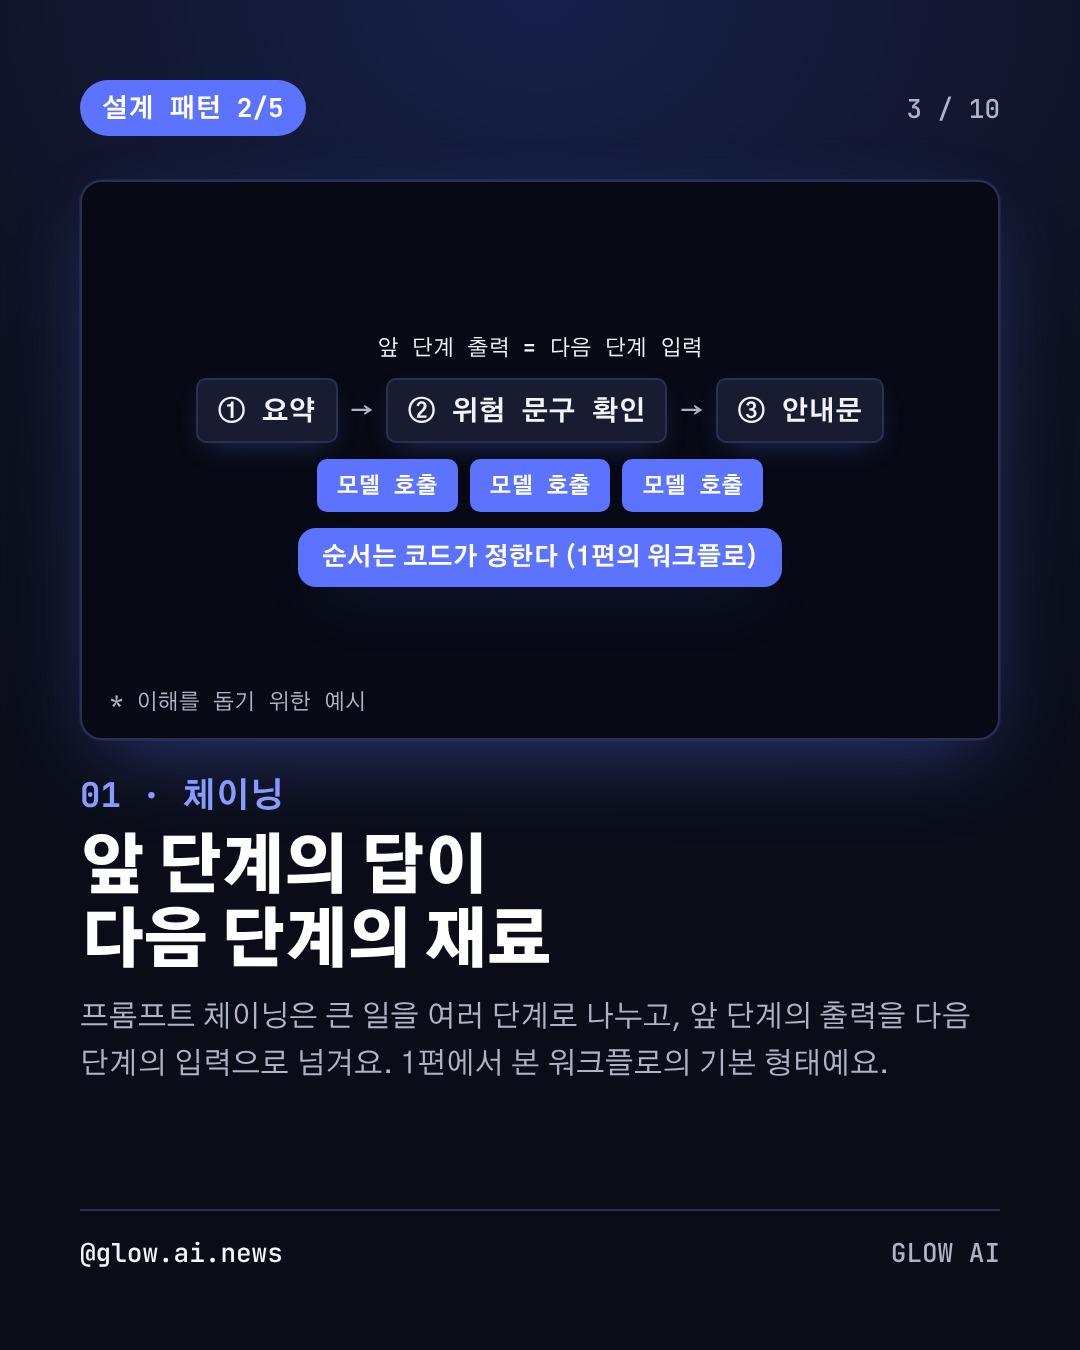 설계 패턴 2/5
3 / 10
앞 단계 출력 = 다음 단계 입력
① 요약 → ② 위험 문구 확인 → ③ 안내문
모델 호출 모델 호출 모델 호출
순서는 코드가 정한다 (1편의 워크플로)
* 이해를 돕기 위한 예시
01 · 체이닝
앞 단계의 답이
다음 단계의 재료
프롬프트 체이닝은 큰 일을 여러 단계로 나누고, 앞 단계의 출력을 다음
단계의 입력으로 넘겨요. 1편에서 본 워크플로의 기본 형태예요.
@glow.ai.news
GLOW AI